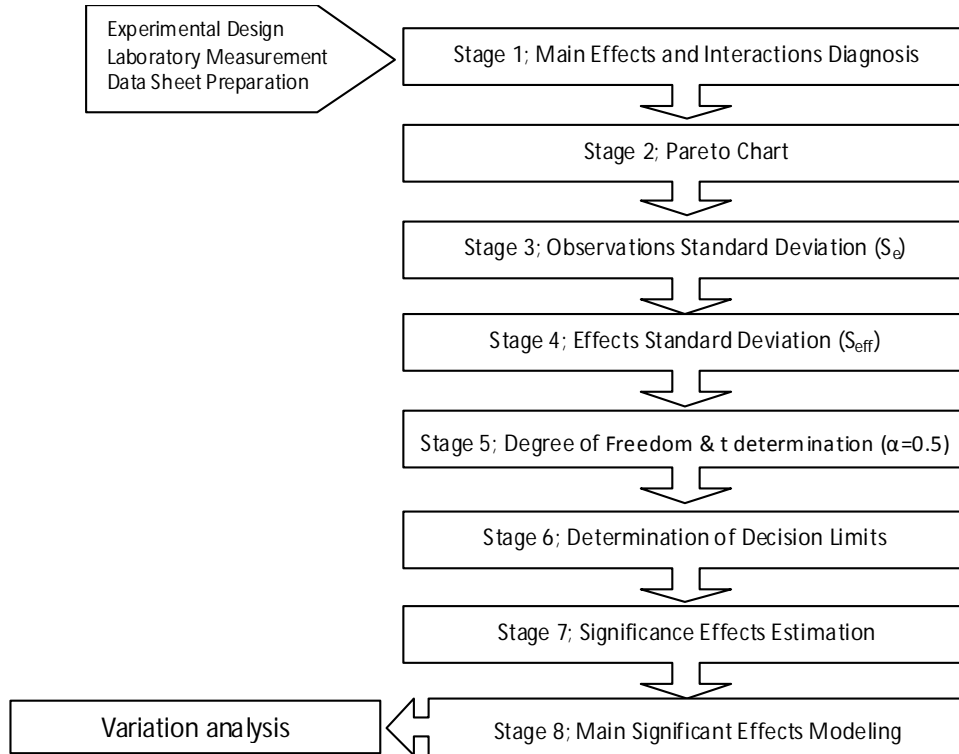 Experimental Design
Laboratory Measurement
Data Sheet Preparation
Stage 1; Main Effects and Interactions Diagnosis
Stage 2; Pareto Chart
Stage 3; Observations Standard Deviation (Se)
Stage 4; Effects Standard Deviation (Seff)
Stage 5; Degree of Freedom & t determination (α=0.5)
Stage 6; Determination of Decision Limits
Stage 7; Significance Effects Estimation
Stage 8; Main Significant Effects Modeling
Variation analysis